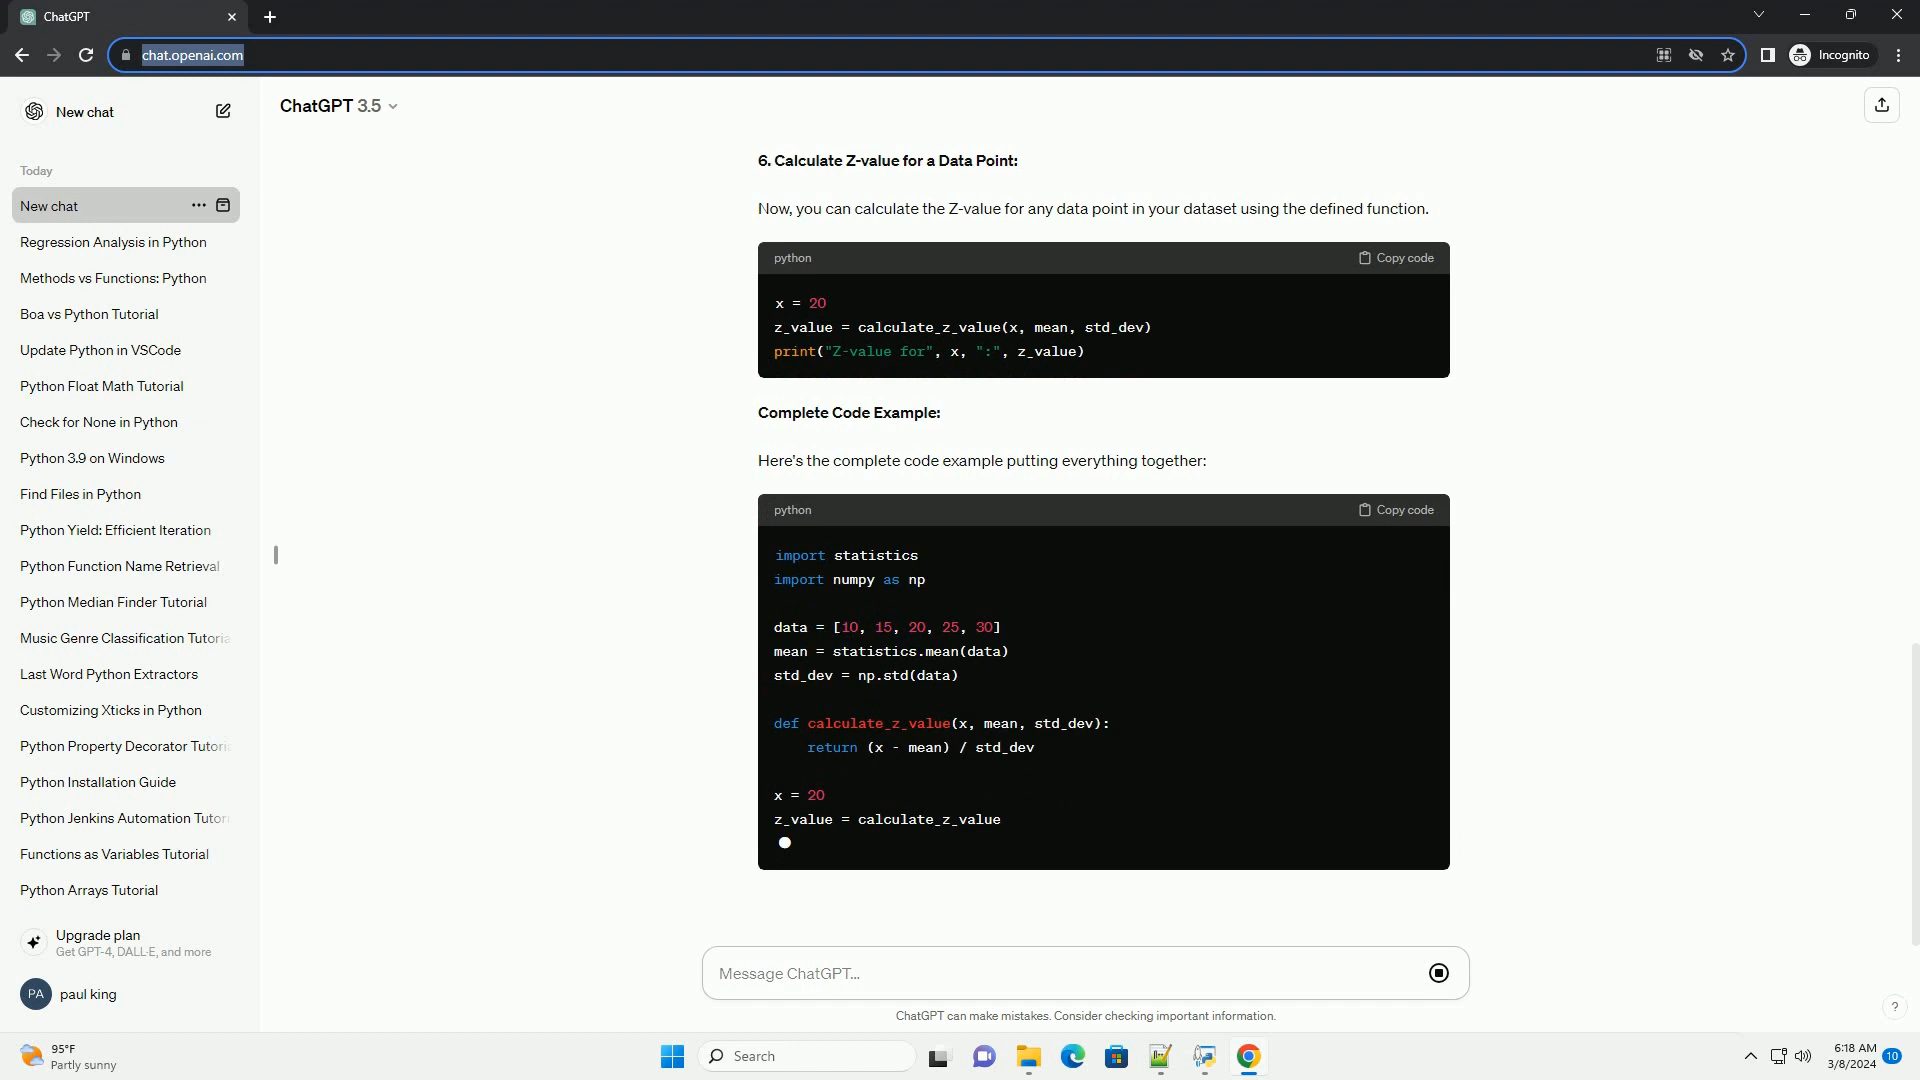 ChatGPT
chat.openai.com
Incognito
New chat
Today
New chat
Regression Analysis in Python
Methods vs Functions: Python
Boa vs Python Tutorial
Update Python in VSCode
Python Float Math Tutorial
Check for None in Python
Python 3.9 on Windows
Find Files in Python
Python Yield: Efficient Iteration
Python Function Name Retrieval
Python Median Finder Tutorial
Music Genre Classification Tutoria
Last Word Python Extractors
Customizing Xticks in Python
Python Property Decorator Tutori
Python Installation Guide
Python Jenkins Automation Tutor
Functions as Variables Tutorial
Python Arrays Tutorial
Upgrade plan
Get GPT-4, DALL·E, and more
PA paul king
ChatGPT 3.5
6. Calculate Z-value for a Data Point:
Now, you can calculate the Z-value for any data point in your dataset using the defined function.
python Copy code
x = 20
z_value = calculate_z_value(x, mean, std_dev)
print("Z-value for", x, ":", z_value)
Complete Code Example:
Here's the complete code example putting everything together:
python Copy code
import statistics
import numpy as np
data = [10, 15, 20, 25, 30]
mean = statistics.mean(data)
std_dev = np.std(data)
def calculate_z_value(x, mean, std_dev):
return (x - mean) / std_dev
x = 20
z_value = calculate_z_value
Message ChatGPT...
ChatGPT can make mistakes. Consider checking important information.
?
95°F
Partly sunny
Search
6:18 AM
3/8/2024
10